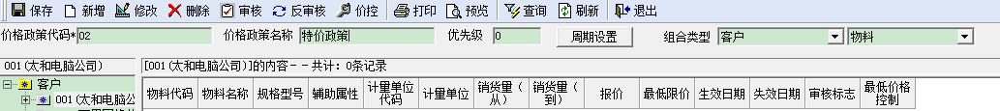 保存 新增 修改 删除 审核 反审核 价控 打印 预览 查询 刷新 退出
价格政策代码* 02 价格政策名称 特价政策 优先级 0 周期设置 组合类型 客户 物料
001(太和电脑公司) [001(太和电脑公司)]的内容－－共计：0条记录
客户
001(太和电脑公
物料代码 物料名称 规格型号 辅助属性 计量单位代码 计量单位 销货量（从） 销货量（到） 报价 最低限价 生效日期 失效日期 审核标志 最低价格控制